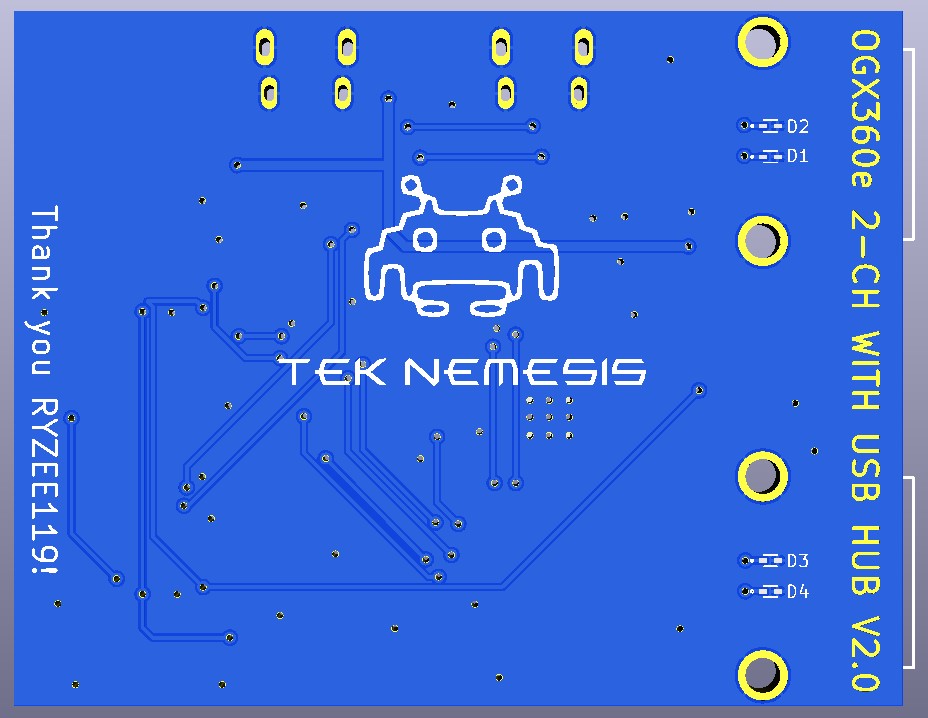 OGX360e 2-CH WITH USB HUB V2.0
D2
D1
Thank you RYZEE119!
TEK NEMESIS
D3
D4